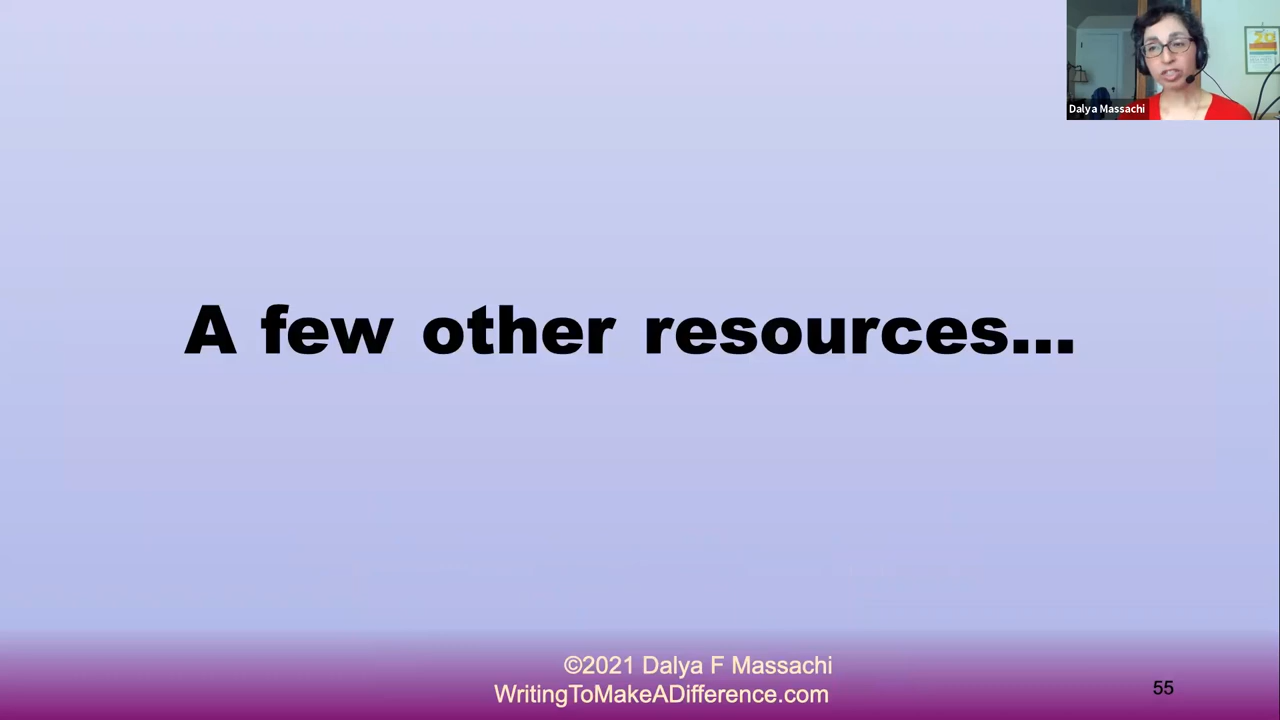 Dalya Massachi
A few other resources...
©2021 Dalya F Massachi
WritingToMakeADifference.com
55